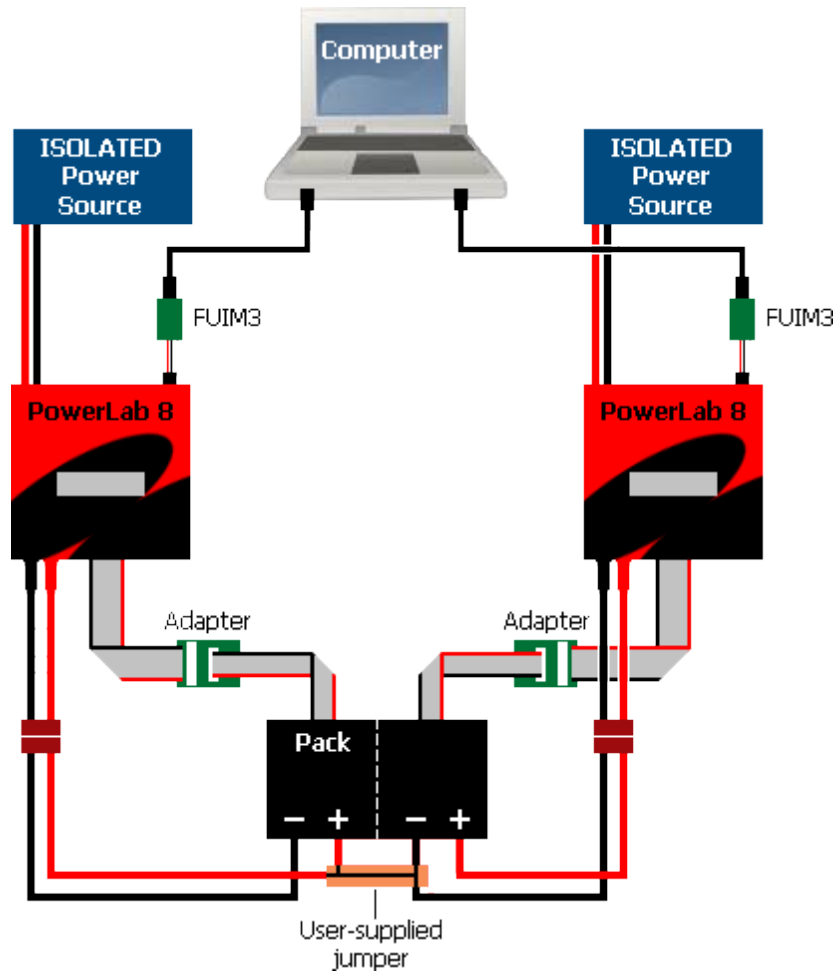 Computer
ISOLATED
Power
Source
ISOLATED
Power
Source
FUIM3
FUIM3
PowerLab 8
PowerLab 8
Adapter
Adapter
Pack
− +
− +
User-supplied
jumper